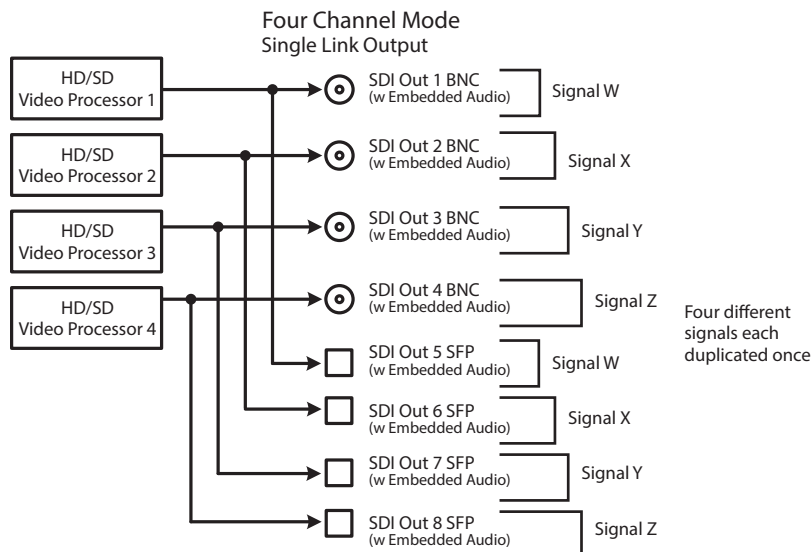 Four Channel Mode
Single Link Output
HD/SD
Video Processor 1
SDI Out 1 BNC
(w Embedded Audio)
Signal W
HD/SD
Video Processor 2
SDI Out 2 BNC
(w Embedded Audio)
Signal X
HD/SD
Video Processor 3
SDI Out 3 BNC
(w Embedded Audio)
Signal Y
HD/SD
Video Processor 4
SDI Out 4 BNC
(w Embedded Audio)
Signal Z
Four different
signals each
duplicated once
SDI Out 5 SFP
(w Embedded Audio)
Signal W
SDI Out 6 SFP
(w Embedded Audio)
Signal X
SDI Out 7 SFP
(w Embedded Audio)
Signal Y
SDI Out 8 SFP
(w Embedded Audio)
Signal Z